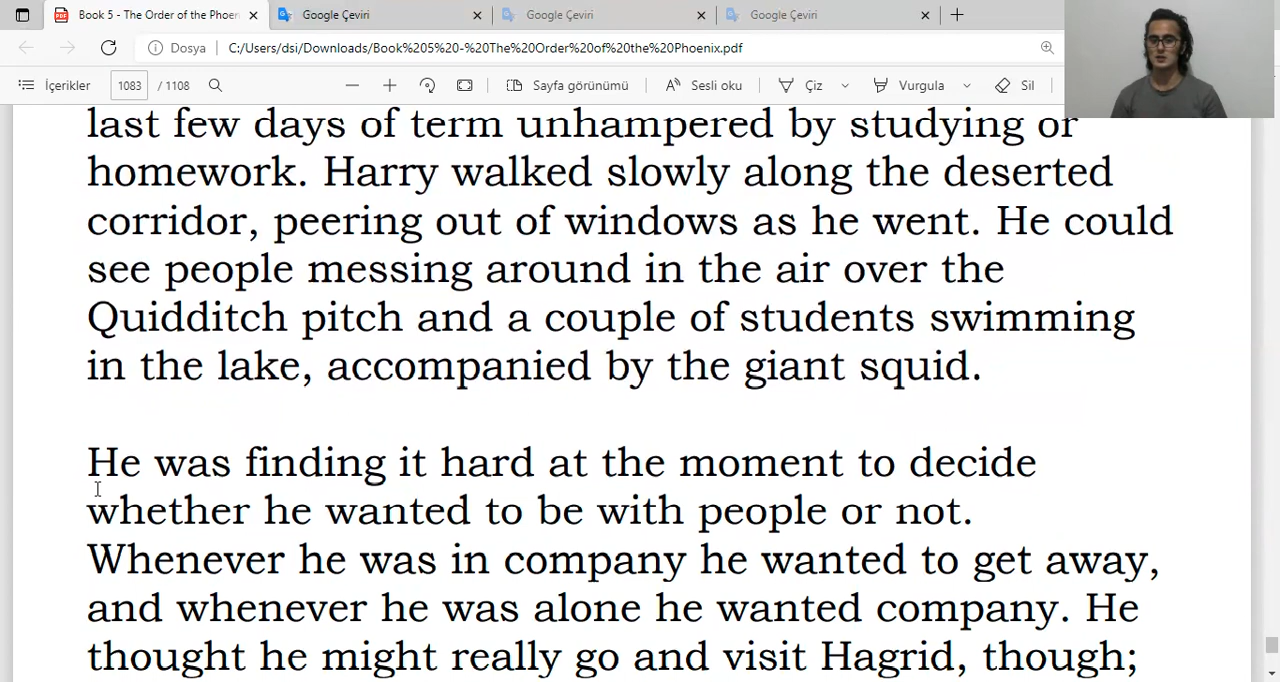 Book 5 - The Order of the Phoen
Google Çeviri
Google Çeviri
Google Çeviri
Dosya
C:/Users/dsi/Downloads/Book%205%20-%20The%20Order%20of%20the%20Phoenix.pdf
İçerikler
1083 / 1108
Sayfa görünümü
Sesli oku
Çiz
Vurgula
Sil
last few days of term unhampered by studying or
homework. Harry walked slowly along the deserted
corridor, peering out of windows as he went. He could
see people messing around in the air over the
Quidditch pitch and a couple of students swimming
in the lake, accompanied by the giant squid.
He was finding it hard at the moment to decide
whether he wanted to be with people or not.
Whenever he was in company he wanted to get away,
and whenever he was alone he wanted company. He
thought he might really go and visit Hagrid, though;